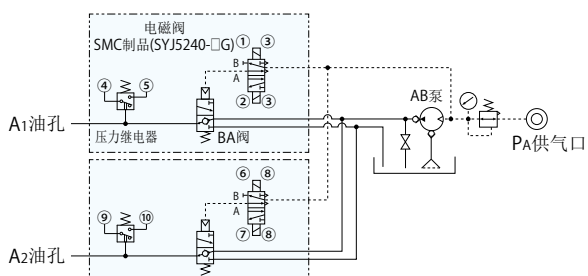 电磁阀
SMC制品(SYJ5240-□G)
① ③
B
A
② ③
④ ⑤
A1油孔
压力继电器
BA阀
AB泵
PA供气口
⑥ ⑧
B
A
⑦ ⑧
⑨ ⑩
A2油孔